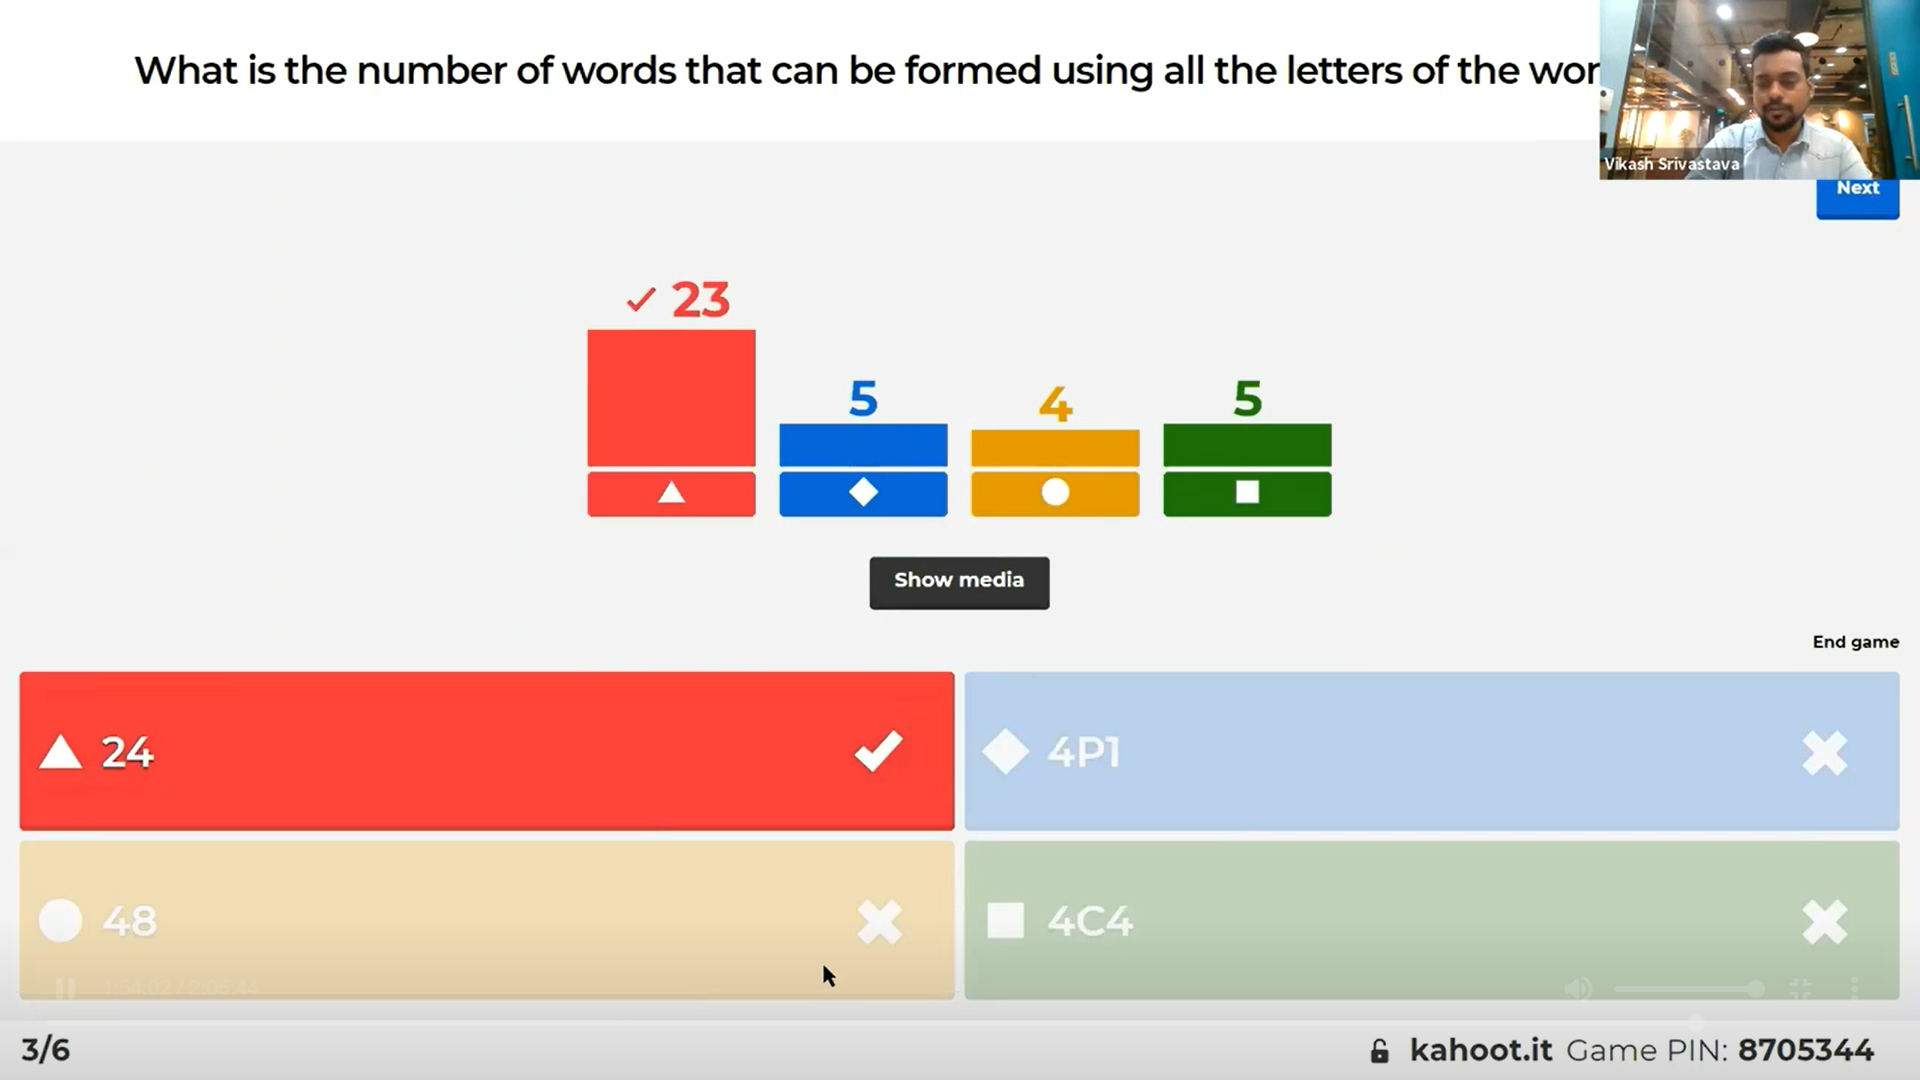 What is the number of words that can be formed using all the letters of the wor
Vikash Srivastava
Next
23
5
4
5
Show media
End game
24
4P1
48
4C4
3/6
kahoot.it Game PIN: 8705344